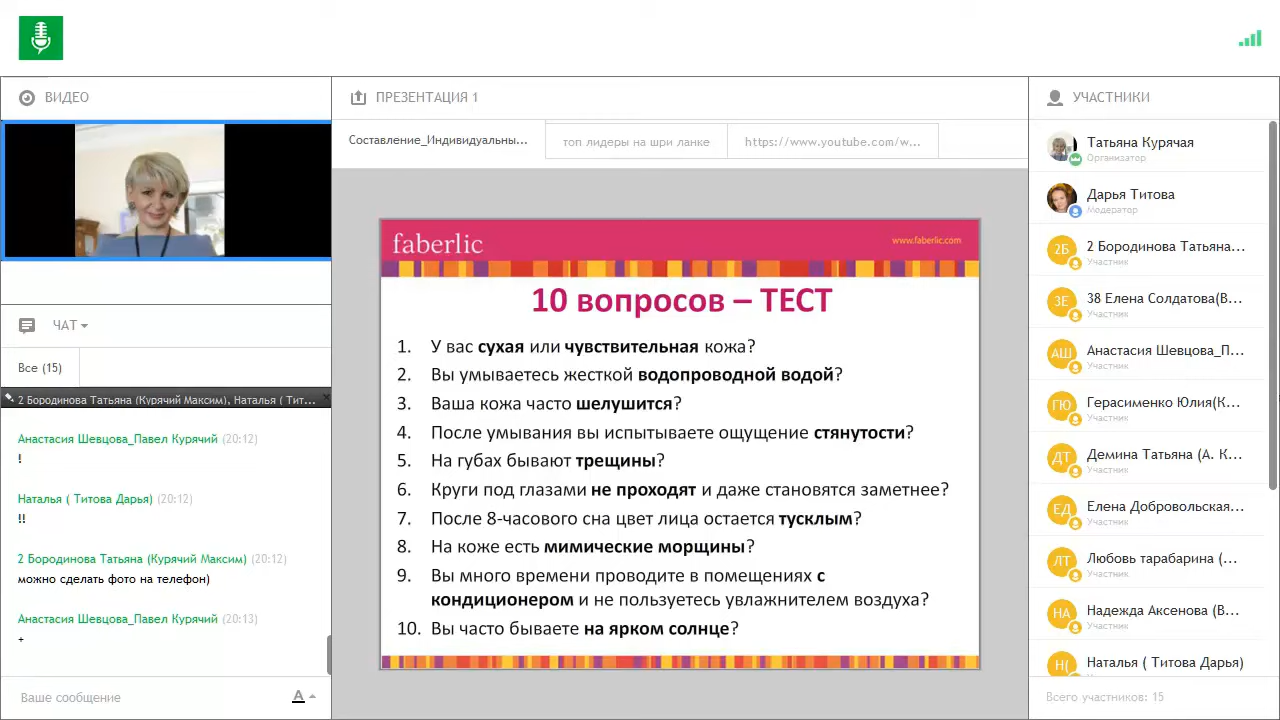 ВИДЕО
ПРЕЗЕНТАЦИЯ 1
УЧАСТНИКИ
Составление_Индивидуальны...
топ лидеры на шри ланке
https://www.youtube.com/w...
faberlic
www.faberlic.com
10 вопросов – ТЕСТ
1. У вас сухая или чувствительная кожа?
2. Вы умываетесь жесткой водопроводной водой?
3. Ваша кожа часто шелушится?
4. После умывания вы испытываете ощущение стянутости?
5. На губах бывают трещины?
6. Круги под глазами не проходят и даже становятся заметнее?
7. После 8-часового сна цвет лица остается тусклым?
8. На коже есть мимические морщины?
9. Вы много времени проводите в помещениях с
кондиционером и не пользуетесь увлажнителем воздуха?
10. Вы часто бываете на ярком солнце?
ЧАТ
Все (15)
2 Бородинова Татьяна (Курячий Максим), Наталья ( Тит...
Анастасия Шевцова_Павел Курячий (20:12)
!
Наталья ( Титова Дарья) (20:12)
!!
2 Бородинова Татьяна (Курячий Максим) (20:12)
можно сделать фото на телефон)
Анастасия Шевцова_Павел Курячий (20:13)
+
Ваше сообщение
A
Татьяна Курячая
Организатор
Дарья Титова
Модератор
2Б
2 Бородинова Татьяна...
Участник
3Е
38 Елена Солдатова(В...
Участник
АШ
Анастасия Шевцова_П...
Участник
ГЮ
Герасименко Юлия(К...
Участник
ДТ
Демина Татьяна (А. К...
Участник
ЕД
Елена Добровольская...
Участник
ЛТ
Любовь тарабарина (...
Участник
НА
Надежда Аксенова (В...
Участник
Н(
Наталья ( Титова Дарья)
Всего участников: 15